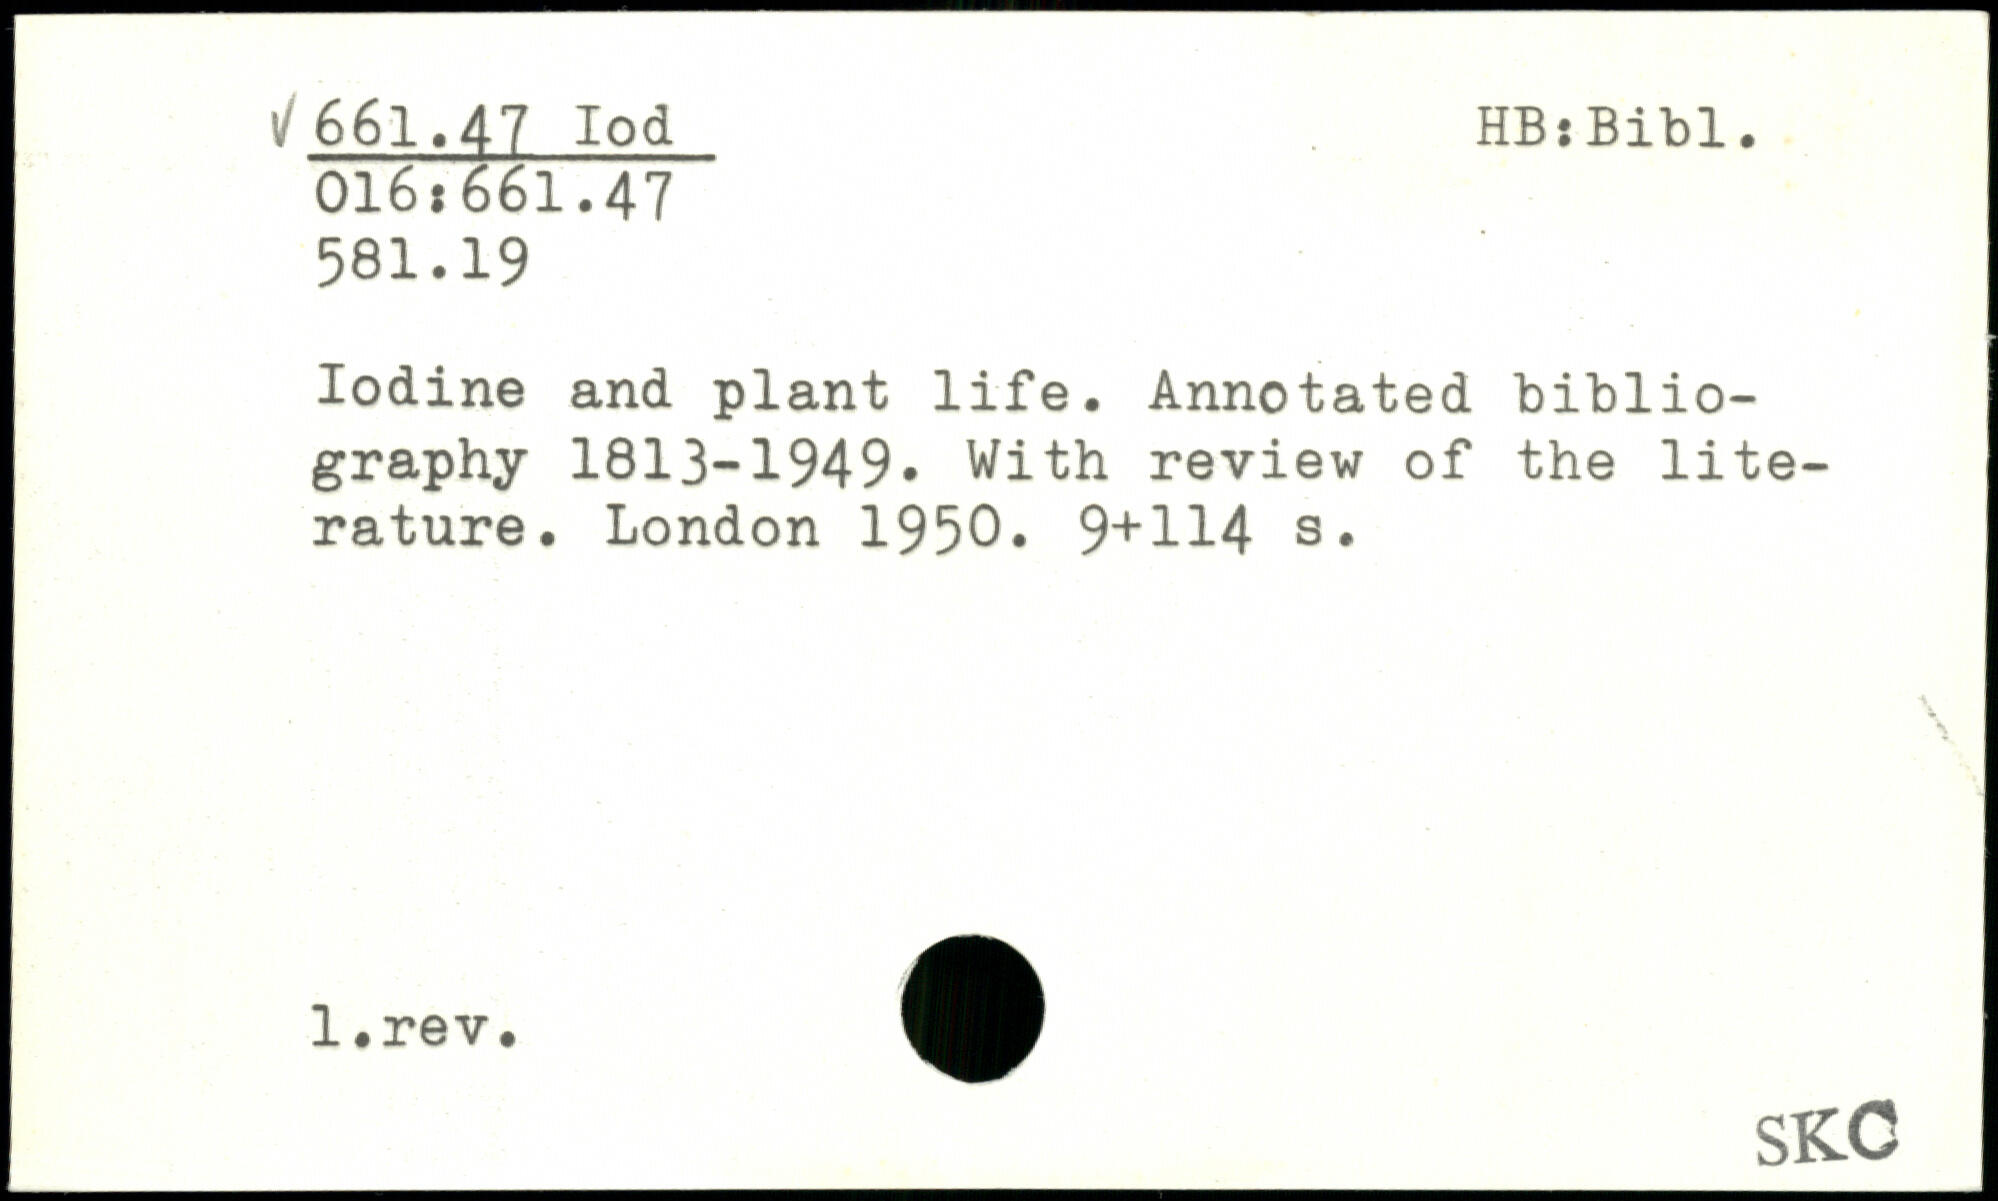 ✓ 661.47 Iod
HB:Bibl.
016:661.47
581.19
Iodine and plant life. Annotated biblio-
graphy 1813-1949. With review of the lite-
rature. London 1950. 9+114 s.
1.rev.
SKC